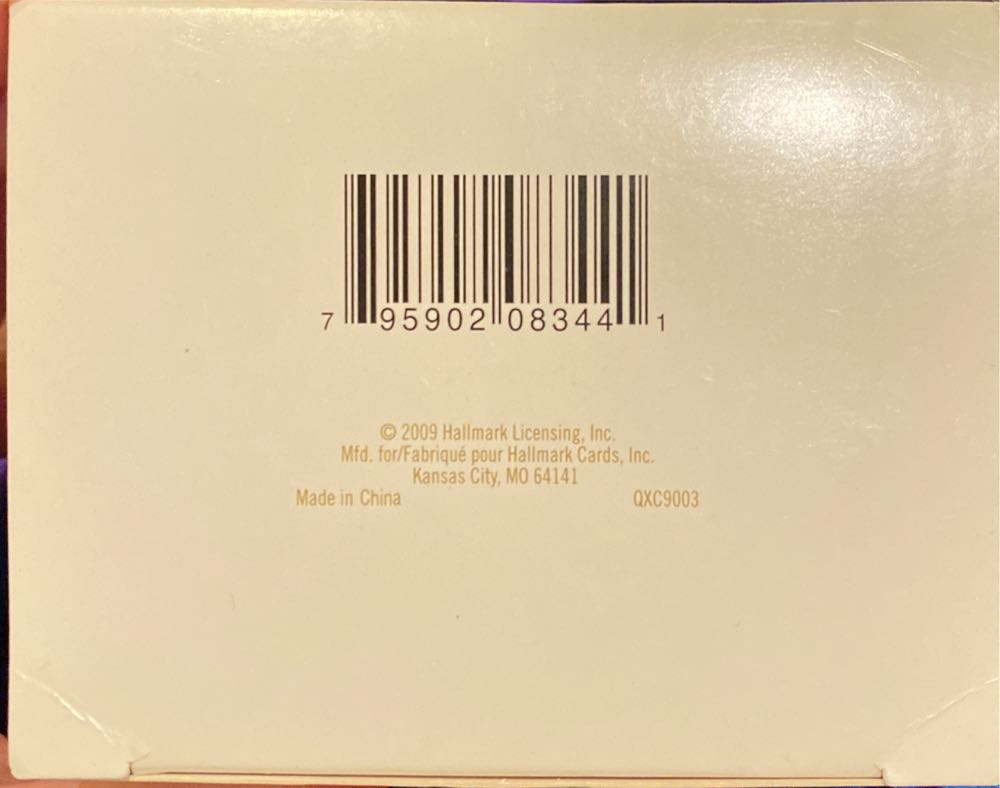 7 95902 08344 1
© 2009 Hallmark Licensing, Inc.
Mfd. for/Fabriqué pour Hallmark Cards, Inc.
Kansas City, MO 64141
Made in China QXC9003